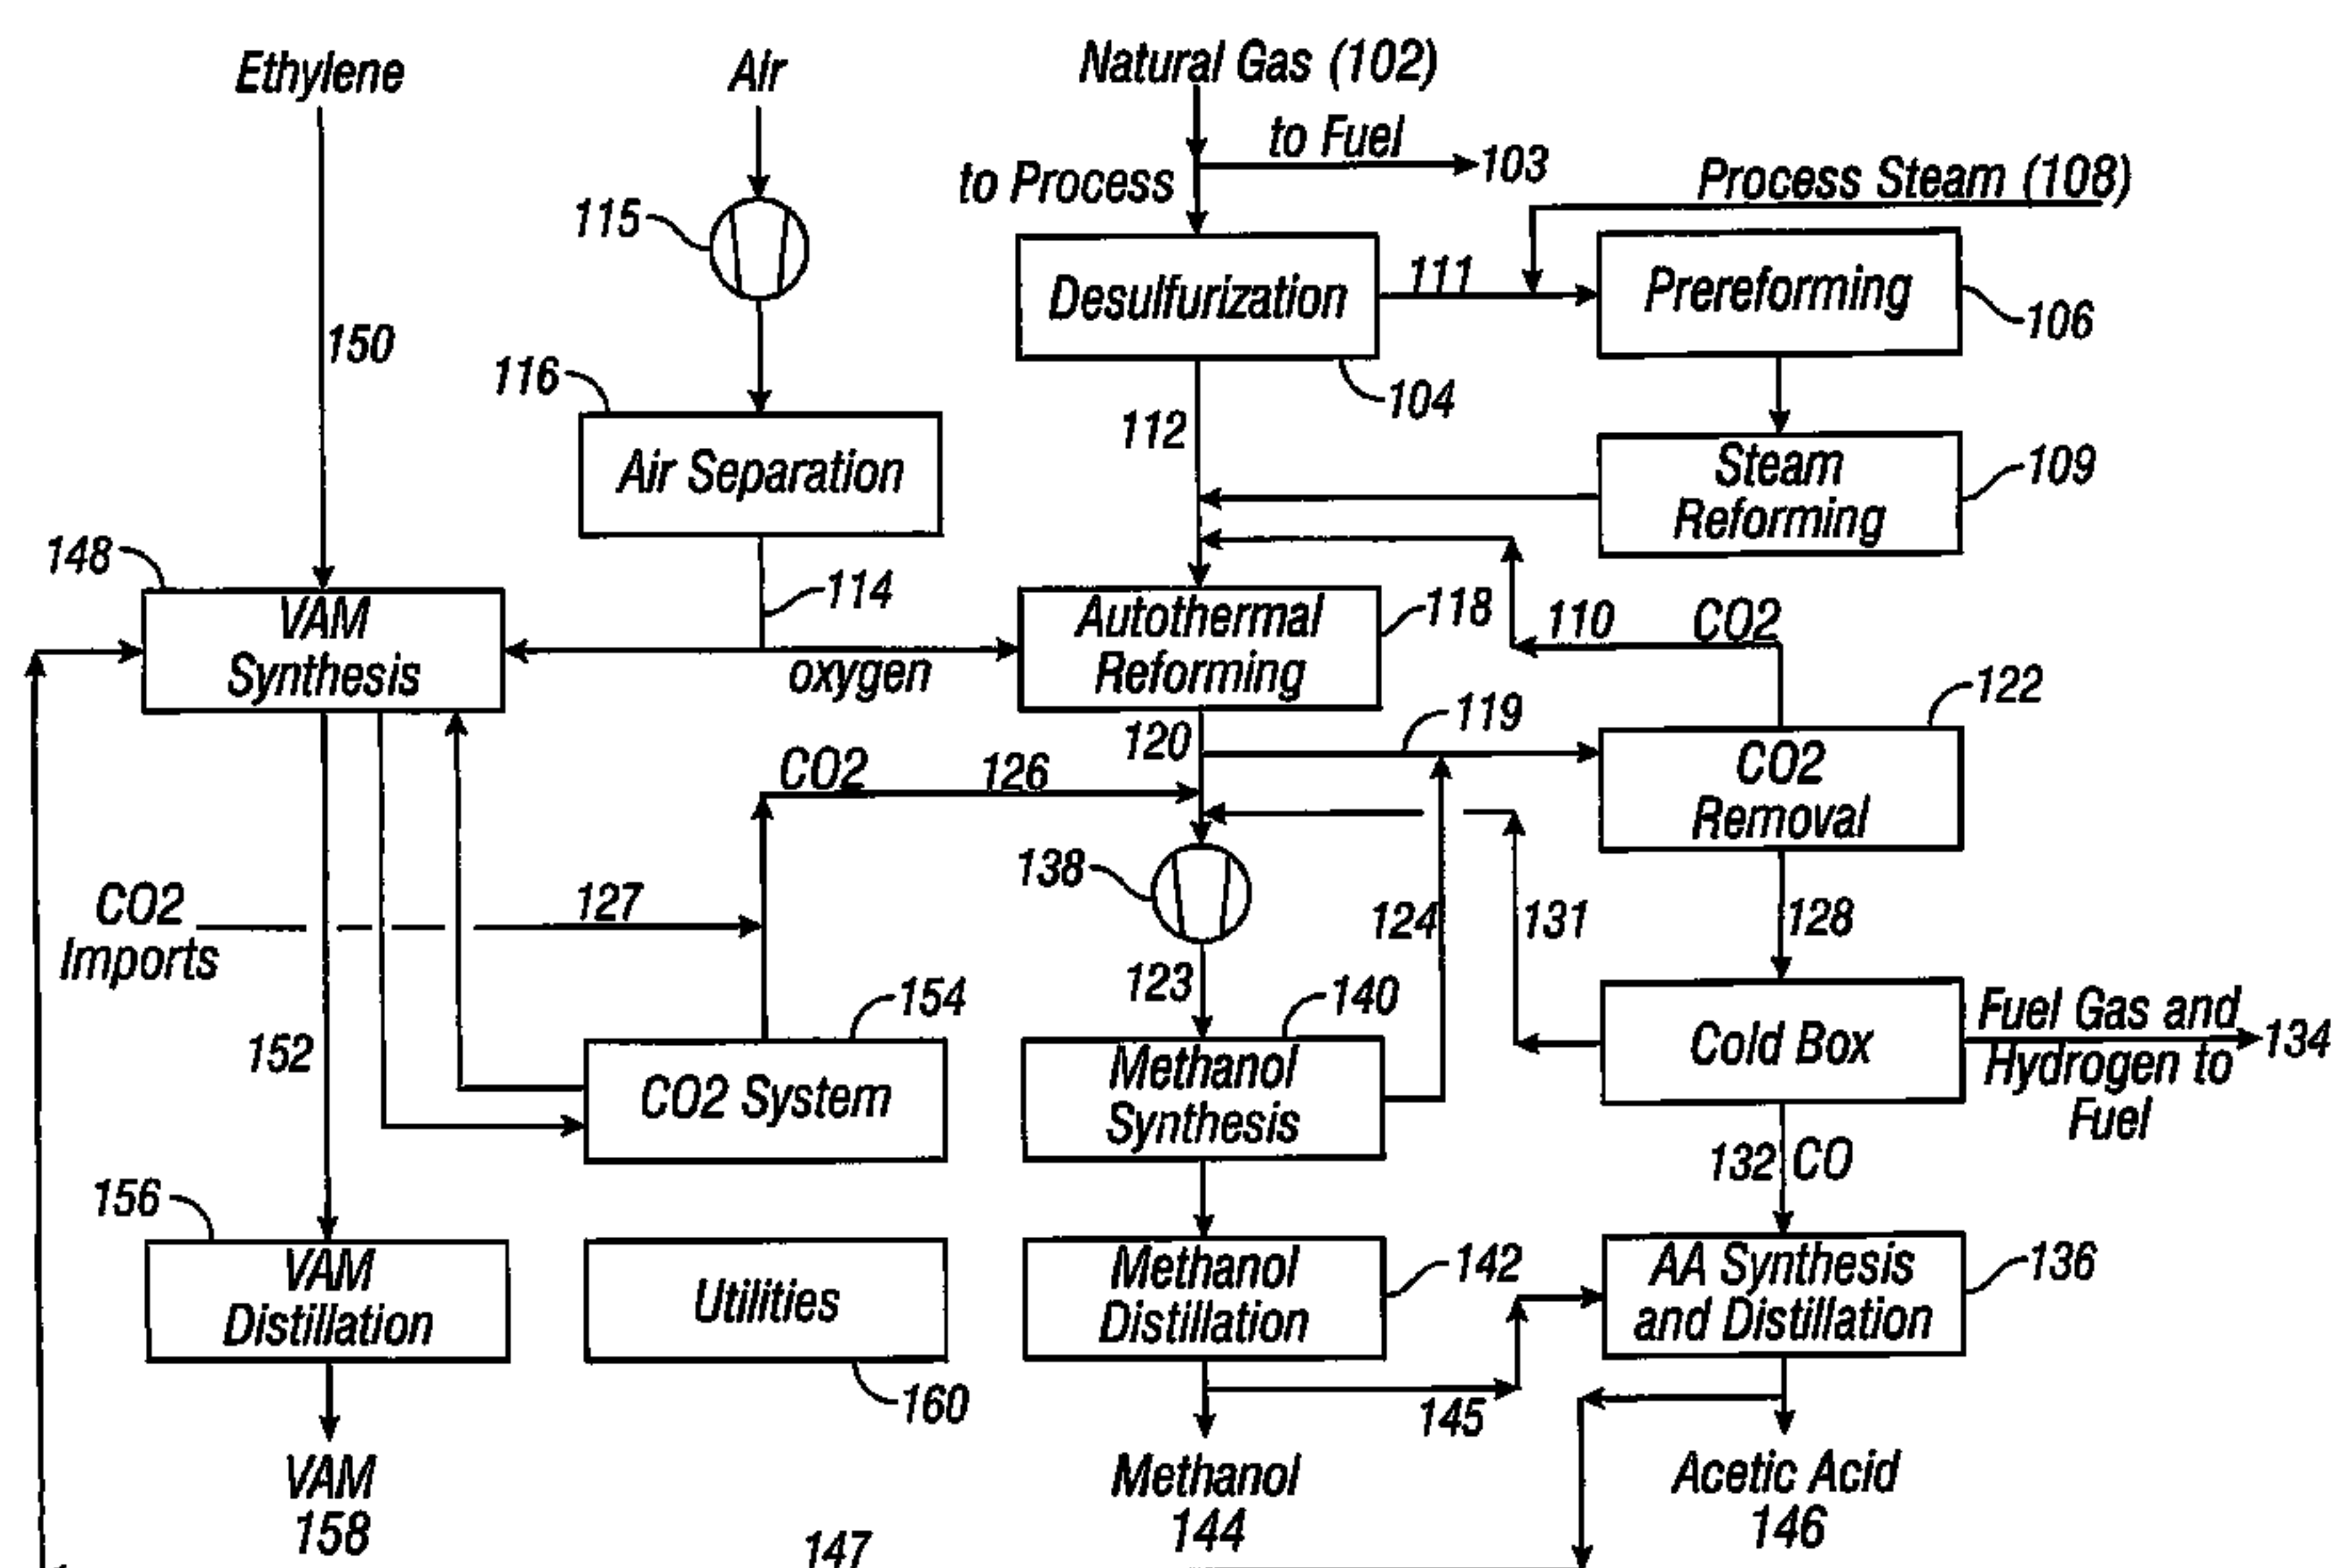 Ethylene
Air
Natural Gas (102)
to Fuel
103
to Process
Process Steam (108)
115
Desulfurization
111
Prereforming
106
150
116
104
112
Air Separation
Steam
Reforming
109
148
VAM
Synthesis
114
oxygen
Autothermal
Reforming
118
110
CO2
122
120
119
CO2
126
CO2
Removal
138
CO2
Imports
127
124
131
128
123
154
140
152
CO2 System
Methanol
Synthesis
Cold Box
Fuel Gas and
Hydrogen to
Fuel
134
132
CO
156
VAM
Distillation
Utilities
160
Methanol
Distillation
142
AA Synthesis
and Distillation
136
145
VAM
158
Methanol
144
Acetic Acid
146
147